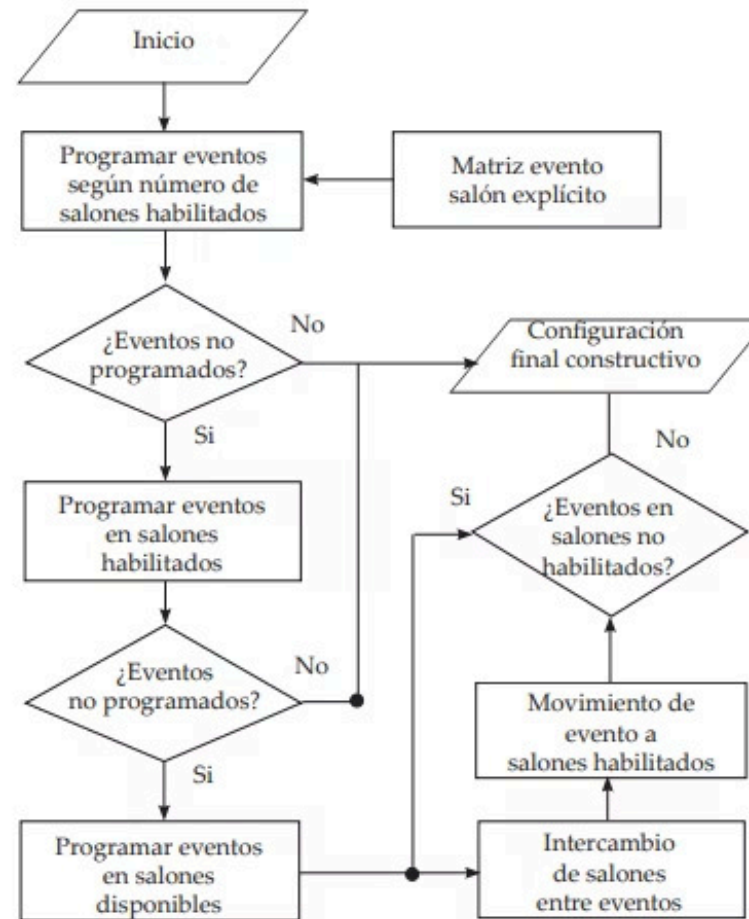 Inicio
Programar eventos
según número de
salones habilitados
Matriz evento
salón explícito
¿Eventos no
programados?
No
Configuración
final constructivo
Si
No
Programar eventos
en salones
habilitados
Si
¿Eventos en
salones no
habilitados?
¿Eventos
no programados?
No
Movimiento de
evento a
salones habilitados
Si
Programar eventos
en salones
disponibles
Intercambio
de salones
entre eventos